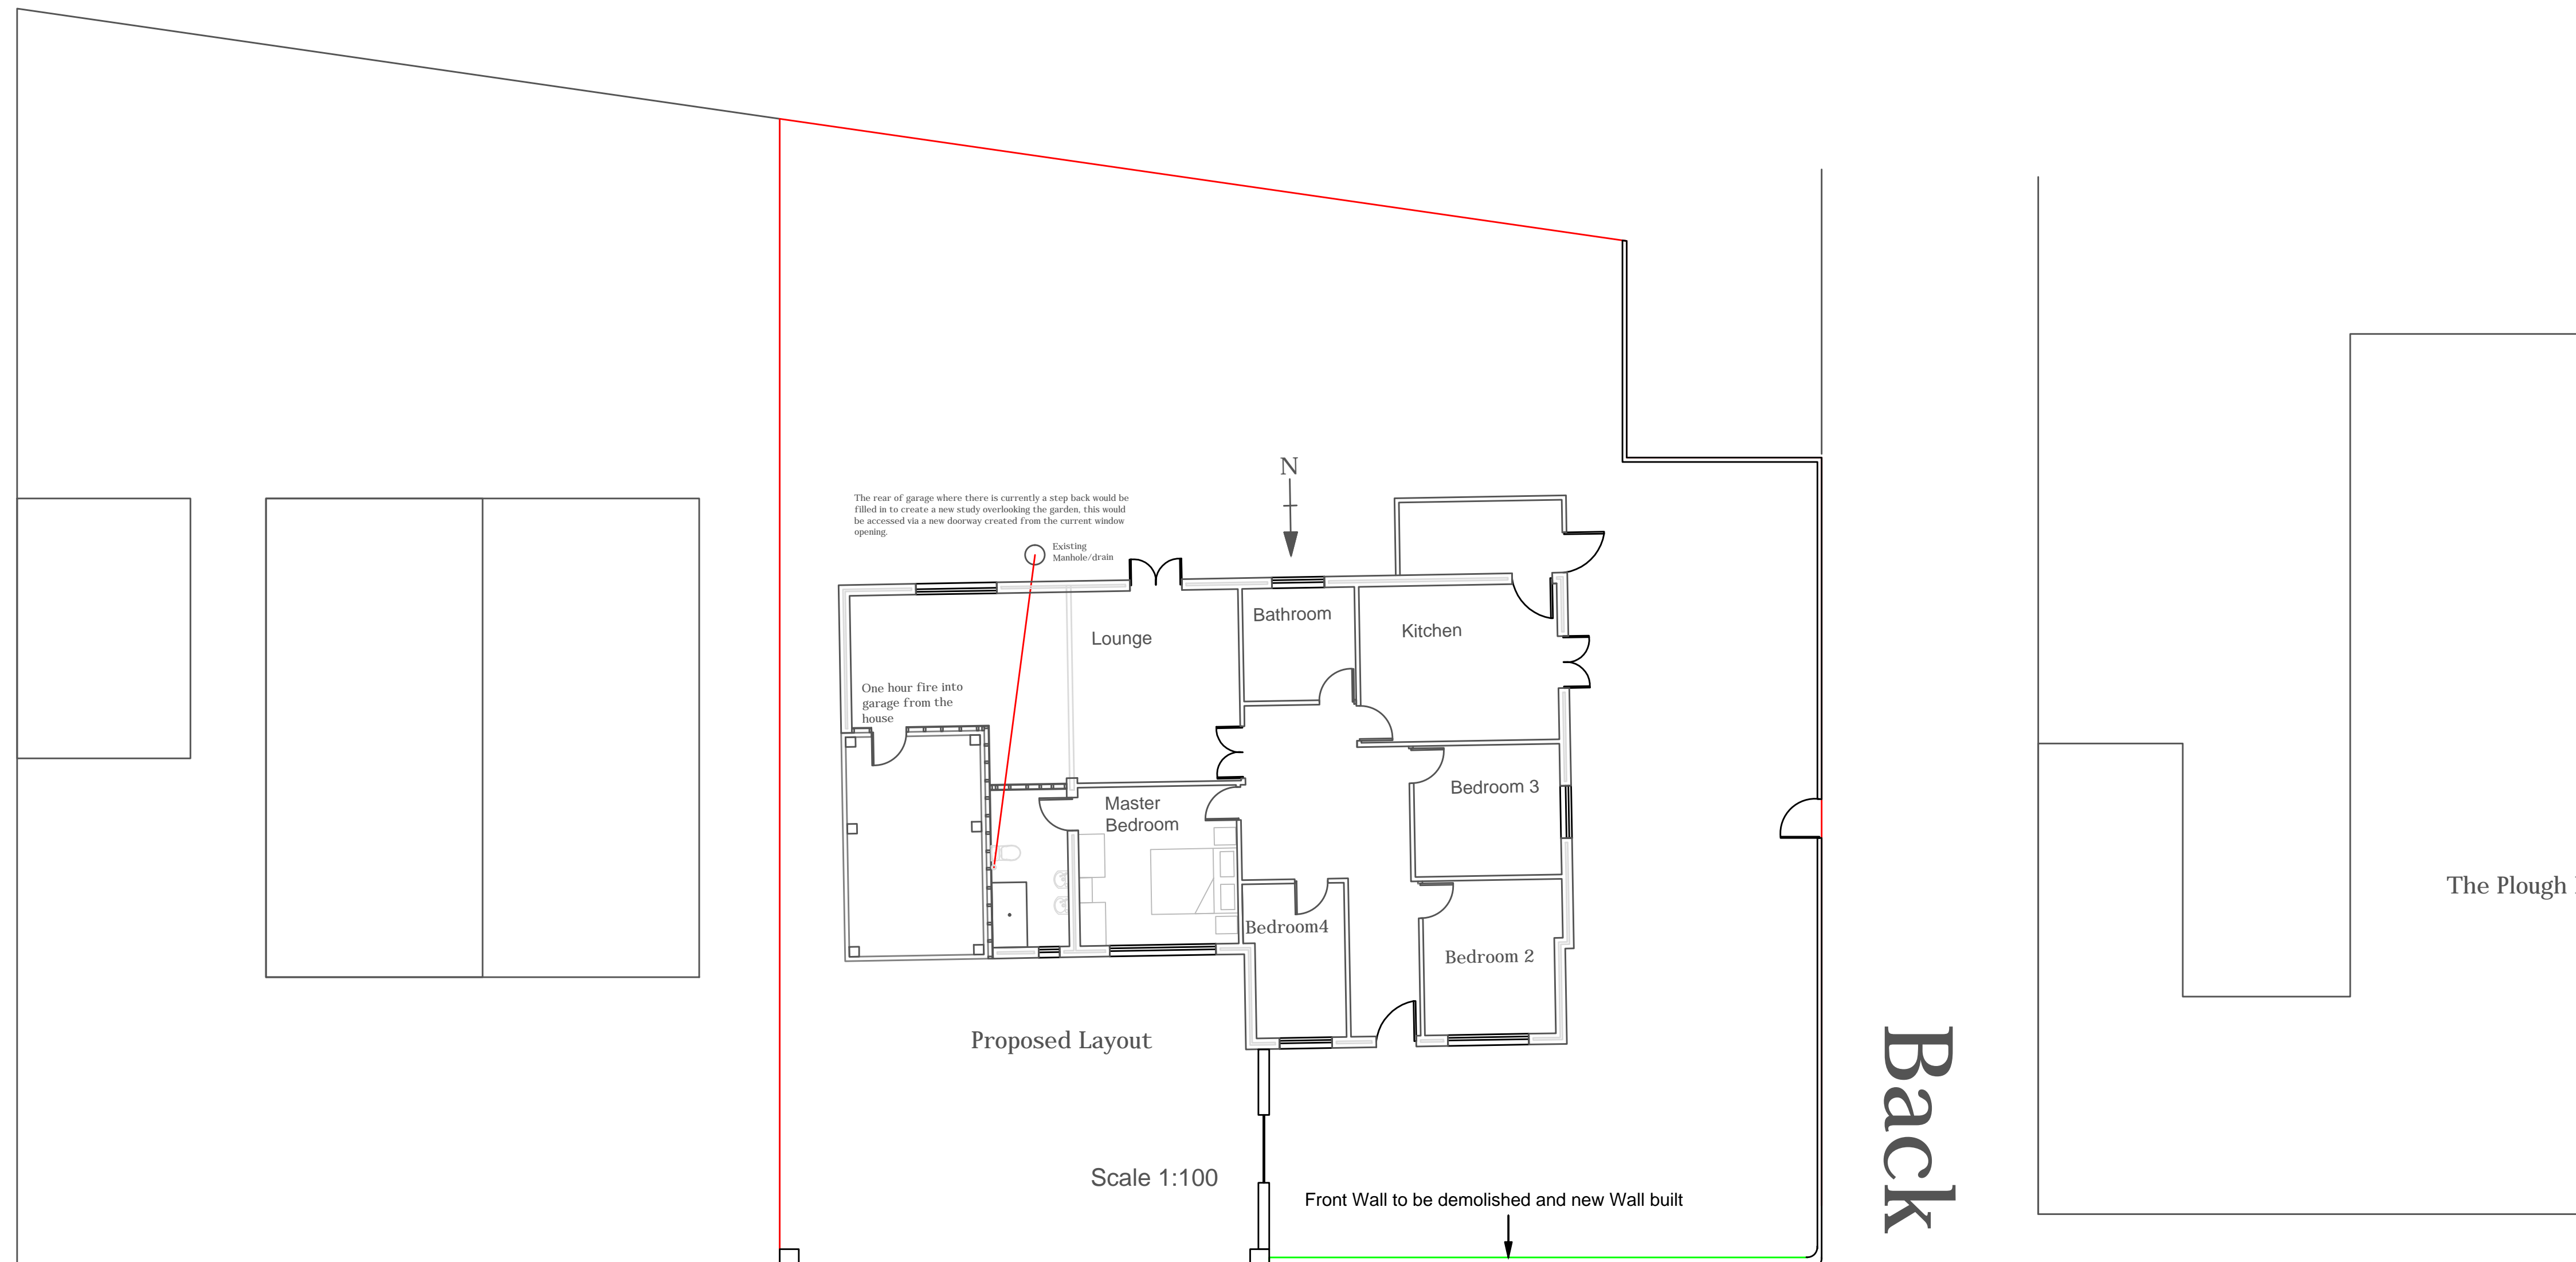 N
The rear of garage where there is currently a step back would be
filled in to create a new study overlooking the garden, this would
be accessed via a new doorway created from the current window
opening.
Existing
Manhole/drain
Lounge
Bathroom
Kitchen
One hour fire into
garage from the
house
Master
Bedroom
Bedroom 3
Bedroom4
Bedroom 2
The Plough
Proposed Layout
Back
Scale 1:100
Front Wall to be demolished and new Wall built